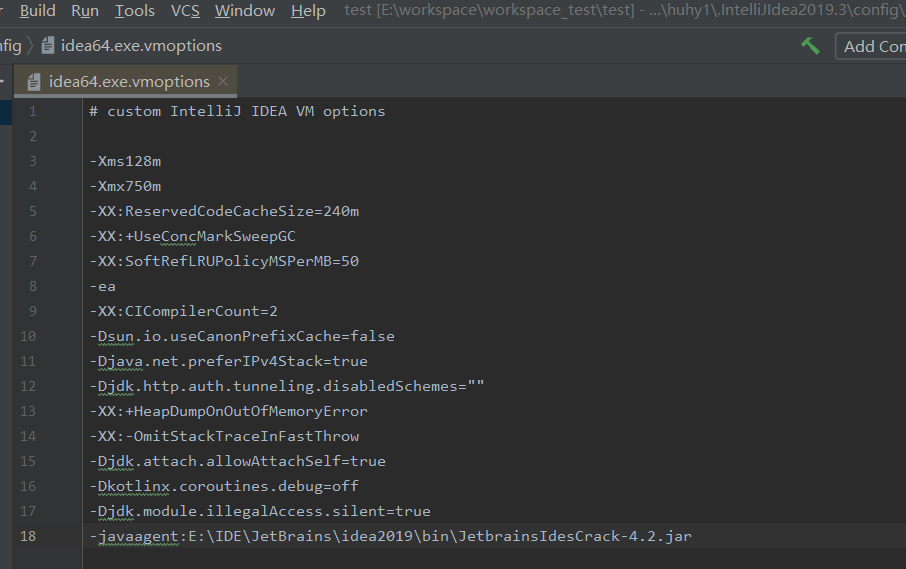 Build Run Tools VCS Window Help test [E:\workspace\workspace_test\test] - ...\huhy1\.IntelliJIdea2019.3\config\
nfig idea64.exe.vmoptions Add Con
idea64.exe.vmoptions
1 # custom IntelliJ IDEA VM options
2
3 -Xms128m
4 -Xmx750m
5 -XX:ReservedCodeCacheSize=240m
6 -XX:+UseConcMarkSweepGC
7 -XX:SoftRefLRUPolicyMSPerMB=50
8 -ea
9 -XX:CICompilerCount=2
10 -Dsun.io.useCanonPrefixCache=false
11 -Djava.net.preferIPv4Stack=true
12 -Djdk.http.auth.tunneling.disabledSchemes=""
13 -XX:+HeapDumpOnOutOfMemoryError
14 -XX:-OmitStackTraceInFastThrow
15 -Djdk.attach.allowAttachSelf=true
16 -Dkotlinx.coroutines.debug=off
17 -Djdk.module.illegalAccess.silent=true
18 -javaagent:E:\IDE\JetBrains\idea2019\bin\JetbrainsIdesCrack-4.2.jar